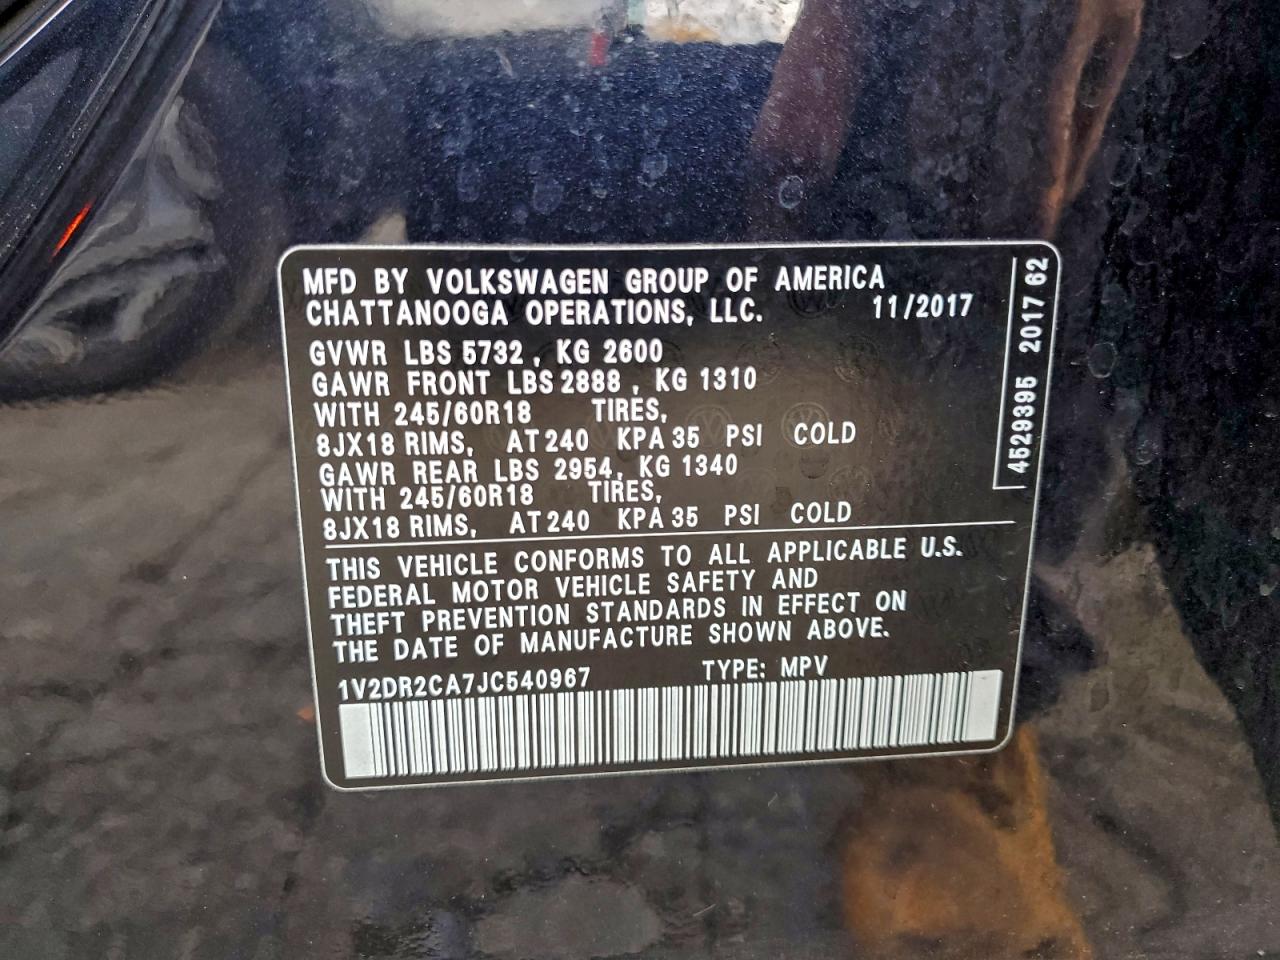 MFD BY VOLKSWAGEN GROUP OF AMERICA
CHATTANOOGA OPERATIONS, LLC. 11/2017
GVWR LBS 5732, KG 2600
GAWR FRONT LBS 2888, KG 1310
WITH 245/60R18 TIRES,
8JX18 RIMS, AT 240 KPA 35 PSI COLD
GAWR REAR LBS 2954, KG 1340
WITH 245/60R18 TIRES,
8JX18 RIMS, AT 240 KPA 35 PSI COLD
THIS VEHICLE CONFORMS TO ALL APPLICABLE U.S.
FEDERAL MOTOR VEHICLE SAFETY AND
THEFT PREVENTION STANDARDS IN EFFECT ON
THE DATE OF MANUFACTURE SHOWN ABOVE.
1V2DR2CA7JC540967 TYPE: MPV
4529395 2017 62